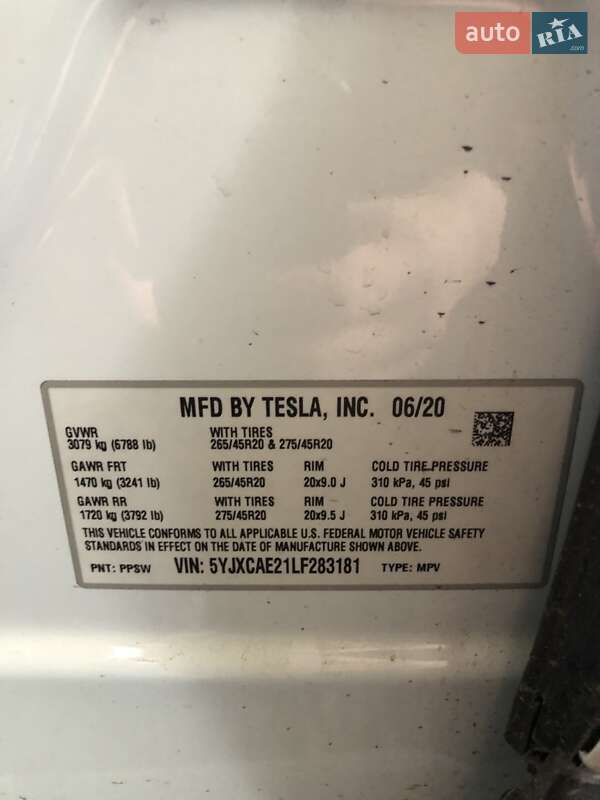 auto RIA.com
MFD BY TESLA, INC. 06/20
GVWR WITH TIRES
3079 kg (6788 lb) 265/45R20 & 275/45R20
GAWR FRT WITH TIRES RIM COLD TIRE PRESSURE
1470 kg (3241 lb) 265/45R20 20x9.0 J 310 kPa, 45 psi
GAWR RR WITH TIRES RIM COLD TIRE PRESSURE
1720 kg (3792 lb) 275/45R20 20x9.5 J 310 kPa, 45 psi
THIS VEHICLE CONFORMS TO ALL APPLICABLE U.S. FEDERAL MOTOR VEHICLE SAFETY
STANDARDS IN EFFECT ON THE DATE OF MANUFACTURE SHOWN ABOVE.
PNT: PPSW VIN: 5YJXCAE21LF283181 TYPE: MPV